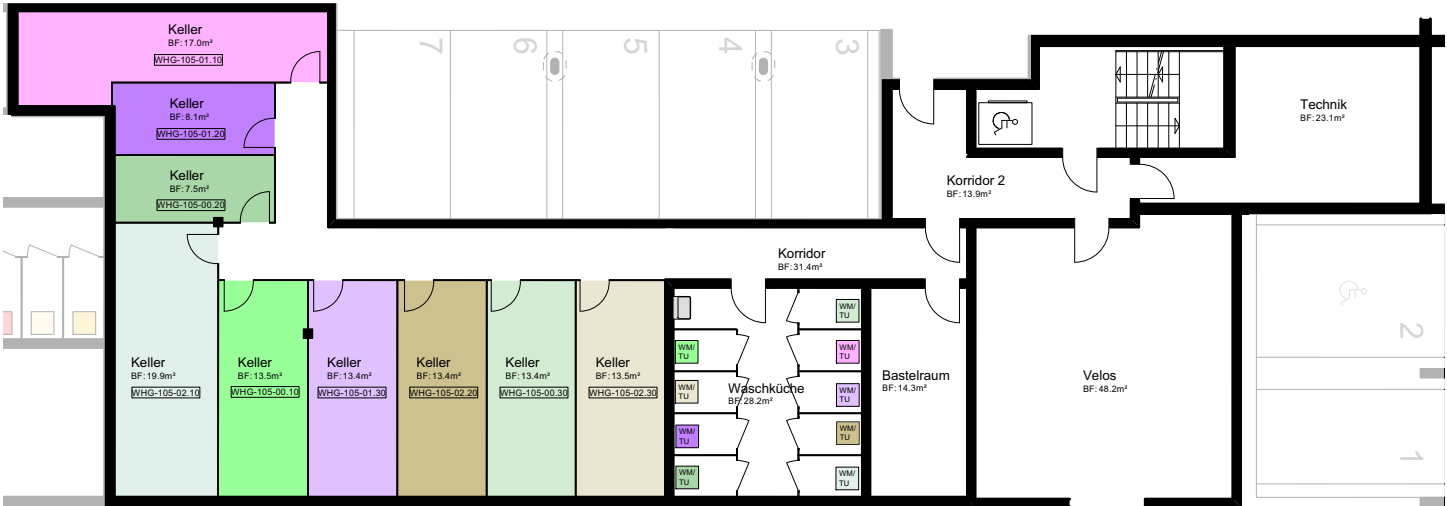 Keller
BF: 17.0m²
WHG-105-01.10
Keller
BF: 8.1m²
WHG-105-01.20
Keller
BF: 7.5m²
WHG-105-00.20
7
6
5
4
3
Korridor 2
BF: 13.9m²
Technik
BF: 23.1m²
Korridor
BF: 31.4m²
Keller
BF: 19.9m²
WHG-105-02.10
Keller
BF: 13.5m²
WHG-105-00.10
Keller
BF: 13.4m²
WHG-105-01.30
Keller
BF: 13.4m²
WHG-105-02.20
Keller
BF: 13.4m²
WHG-105-00.30
Keller
BF: 13.5m²
WHG-105-02.30
WM/
TU
WM/
TU
WM/
TU
WM/
TU
Waschküche
BF: 28.2m²
WM/
TU
WM/
TU
WM/
TU
WM/
TU
WM/
TU
Bastelraum
BF: 14.3m²
Velos
BF: 48.2m²
2
1